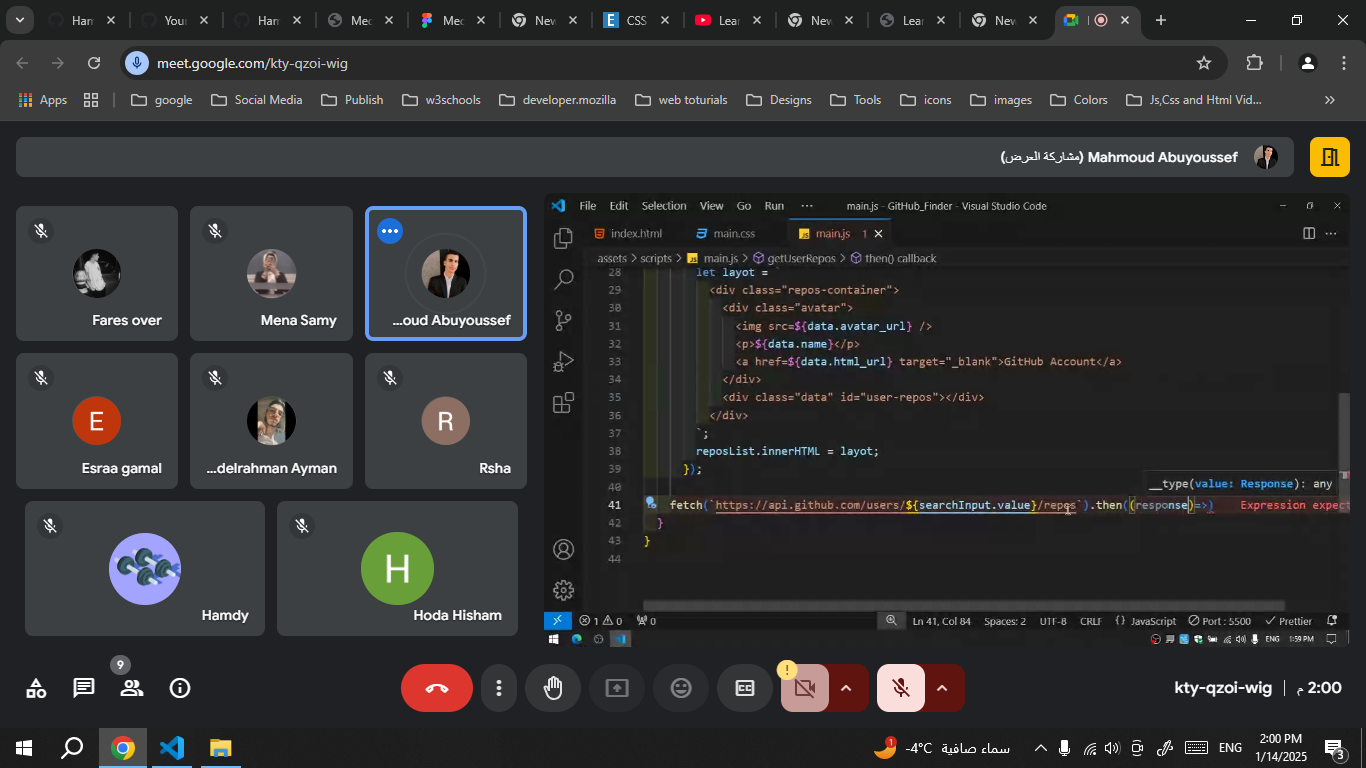 Har
Your
Har
Med
Med
New
CSS
Lear
New
Lear
New
meet.google.com/kty-qzoi-wig
Apps
google
Social Media
Publish
w3schools
developer.mozilla
web toturials
Designs
Tools
icons
images
Colors
Js,Css and Html Vid...
Mahmoud Abuyoussef (مشاركة العرض)
Fares over
Mena Samy
...oud Abuyoussef
E
Esraa gamal
...delrahman Ayman
R
Rsha
Hamdy
H
Hoda Hisham
File Edit Selection View Go Run ... main.js - GitHub_Finder - Visual Studio Code
index.html
main.css
JS main.js 1
assets > scripts > JS main.js > getUserRepos > then() callback
28 let layot = `
29 <div class="repos-container">
30 <div class="avatar">
31 <img src=${data.avatar_url} />
32 <p>${data.name}</p>
33 <a href=${data.html_url} target="_blank">GitHub Account</a>
34 </div>
35 <div class="data" id="user-repos"></div>
36 </div>
37 `;
38 reposList.innerHTML = layot;
39 });
40
__type(value: Response): any
41 fetch(`https://api.github.com/users/${searchInput.value}/repos`).then((response)=>) Expression expect
42 }
43 }
44
1 0 0 Ln 41, Col 84 Spaces: 2 UTF-8 CRLF {} JavaScript Port : 5500 Prettier
ENG 1:59 PM
9
!
kty-qzoi-wig | 2:00 م
1
-4°C سماء صافية
ENG
2:00 PM
1/14/2025
3